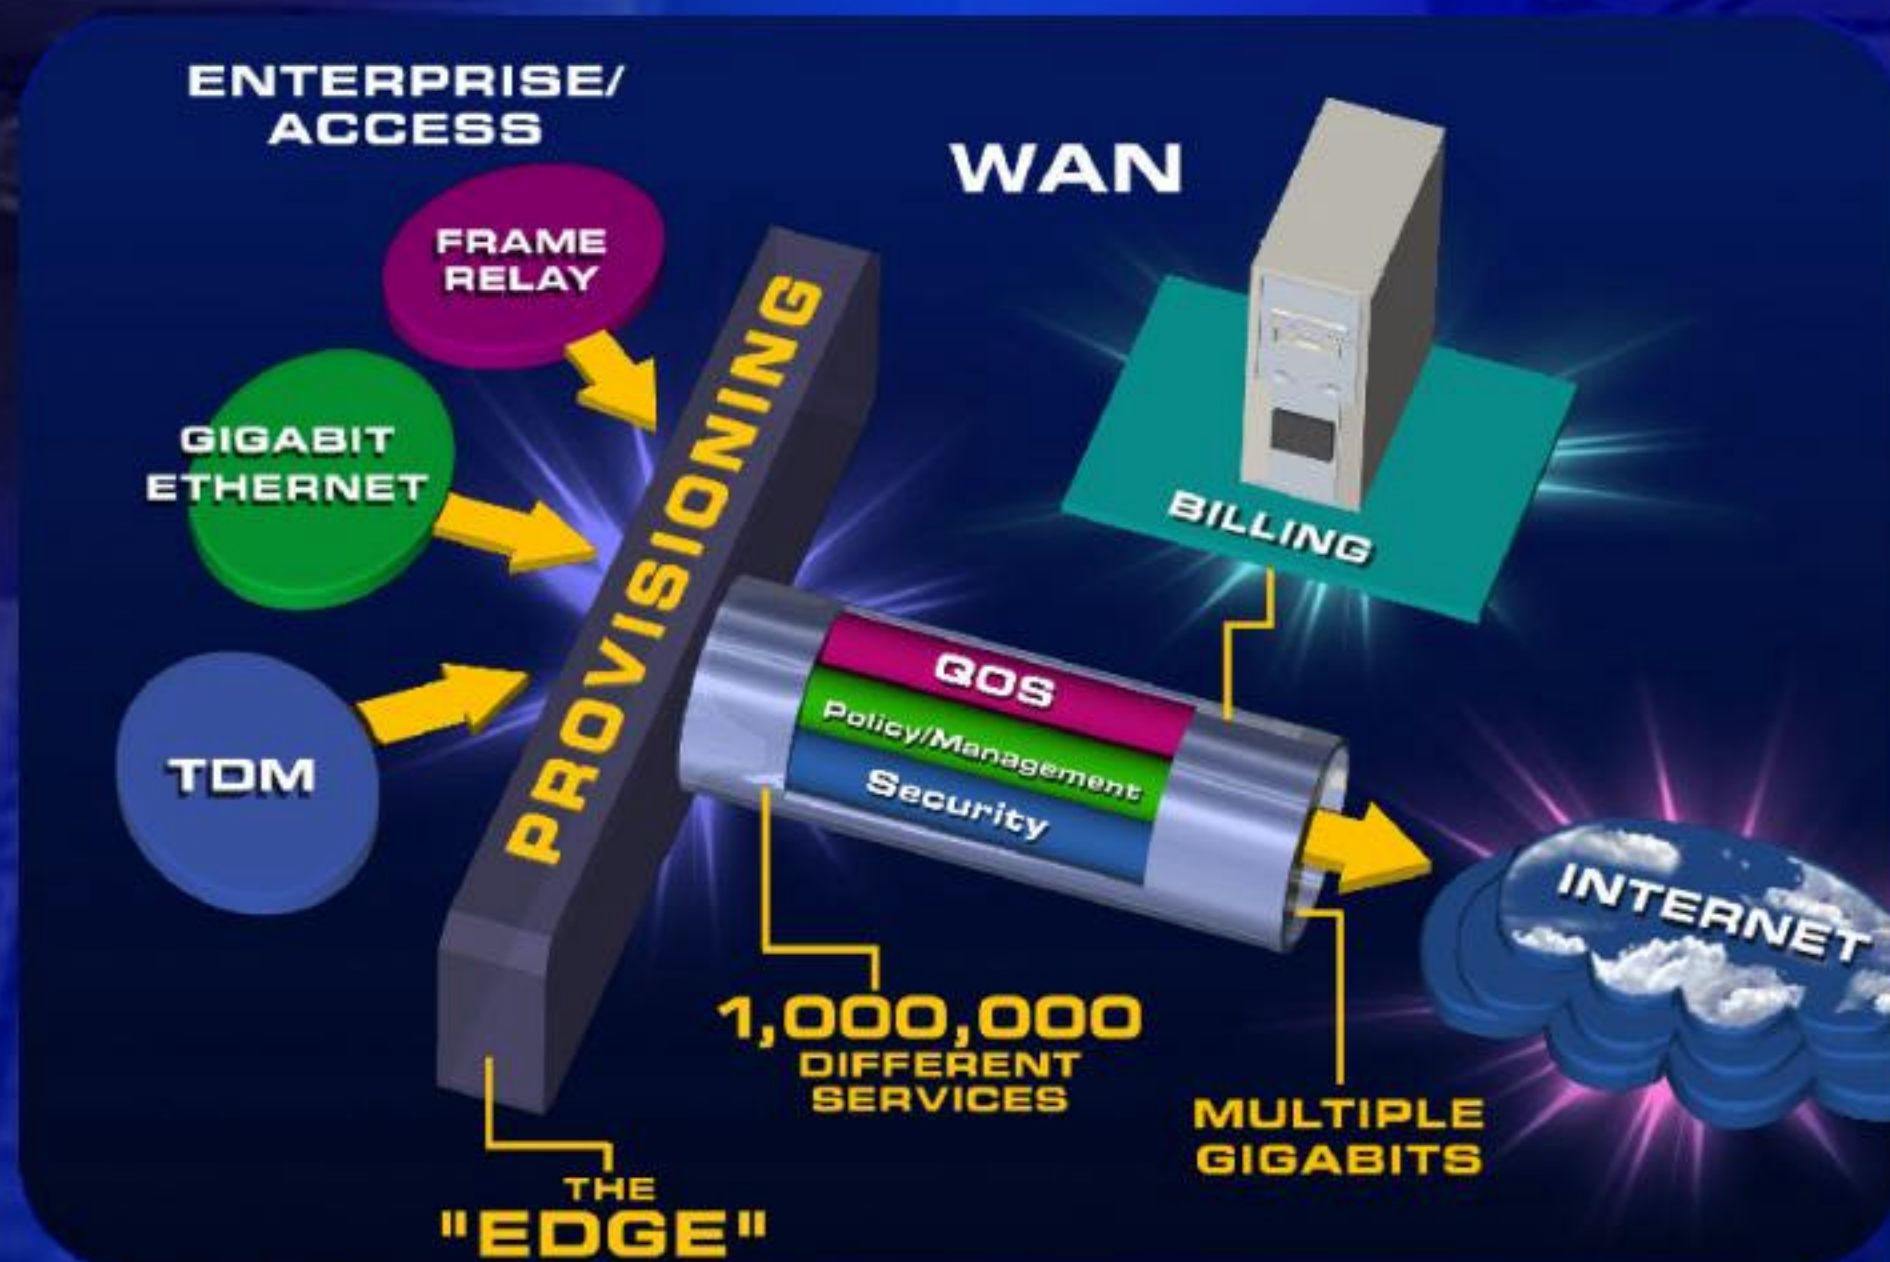 ENTERPRISE/
ACCESS
WAN
FRAME
RELAY
GIGABIT
ETHERNET
TDM
PROVISIONING
BILLING
QOS
Policy/Management
Security
INTERNET
1,000,000
DIFFERENT
SERVICES
MULTIPLE
GIGABITS
THE
"EDGE"